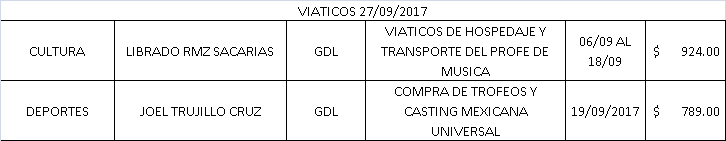 VIATICOS 27/09/2017
CULTURA LIBRADO RMZ SACARIAS GDL VIATICOS DE HOSPEDAJE Y
TRANSPORTE DEL PROFE DE
MUSICA 06/09 AL
18/09 $ 924.00
DEPORTES JOEL TRUJILLO CRUZ GDL COMPRA DE TROFEOS Y
CASTING MEXICANA
UNIVERSAL 19/09/2017 $ 789.00